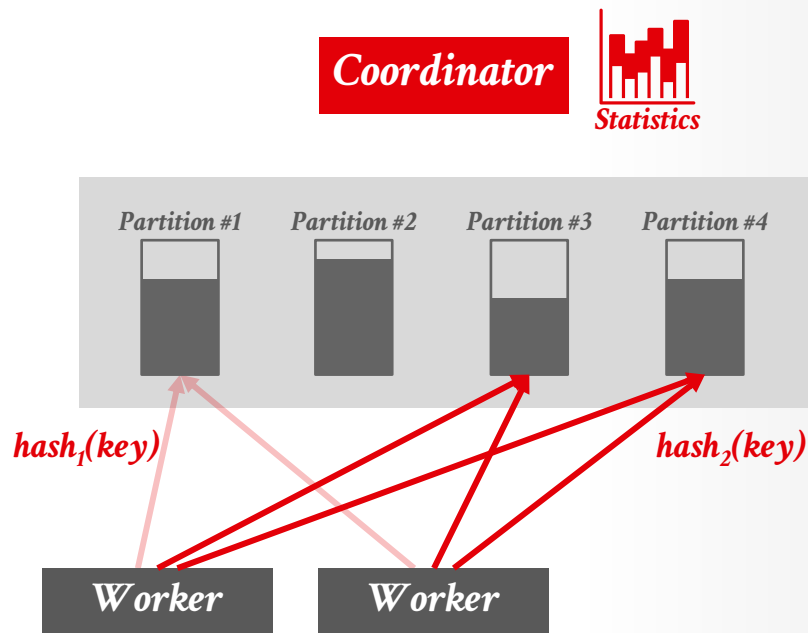 Coordinator
Statistics
Partition #1 Partition #2 Partition #3 Partition #4
hash₁(key) hash₂(key)
Worker Worker